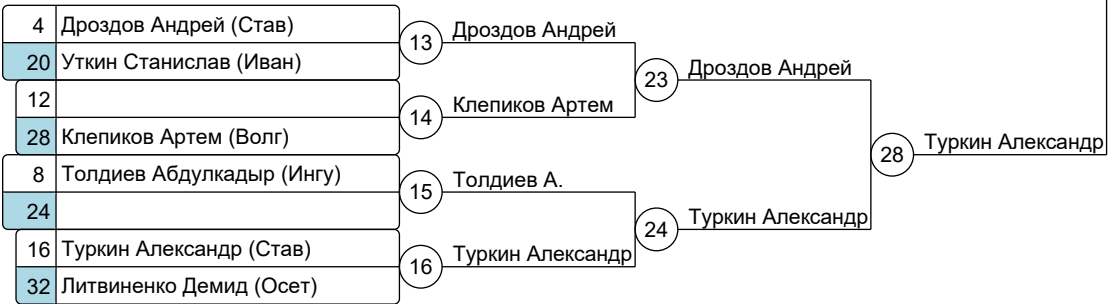 4 Дроздов Андрей (Став)
20 Уткин Станислав (Иван)
12
28 Клепиков Артем (Волг)
8 Толдиев Абдулкадыр (Ингу)
24
16 Туркин Александр (Став)
32 Литвиненко Демид (Осет)
13 Дроздов Андрей
14 Клепиков Артем
15 Толдиев А.
16 Туркин Александр
23 Дроздов Андрей
24 Туркин Александр
28 Туркин Александр